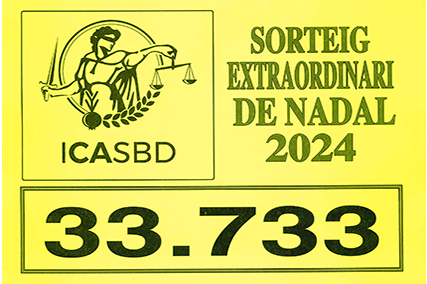 ICASBD
SORTEIG
EXTRAORDINARI
DE NADAL
2024
33.733